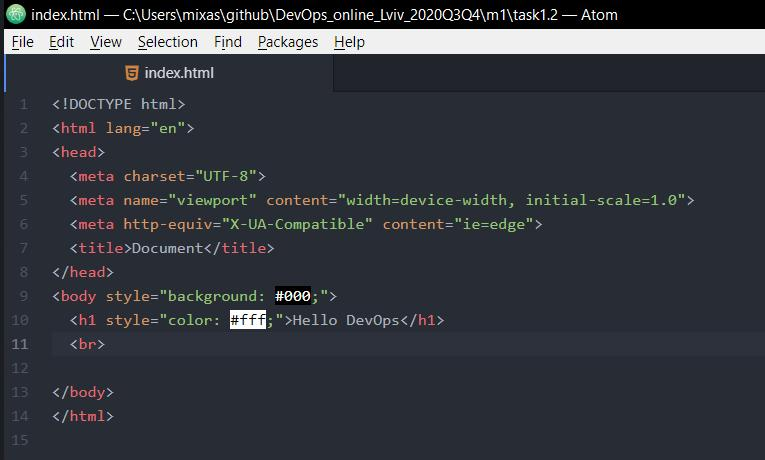 index.html — C:\Users\mixas\github\DevOps_online_Lviv_2020Q3Q4\m1\task1.2 — Atom
File Edit View Selection Find Packages Help
index.html
1 <!DOCTYPE html>
2 <html lang="en">
3 <head>
4   <meta charset="UTF-8">
5   <meta name="viewport" content="width=device-width, initial-scale=1.0">
6   <meta http-equiv="X-UA-Compatible" content="ie=edge">
7   <title>Document</title>
8 </head>
9 <body style="background: #000;">
10   <h1 style="color: #fff;">Hello DevOps</h1>
11   <br>
12
13 </body>
14 </html>
15